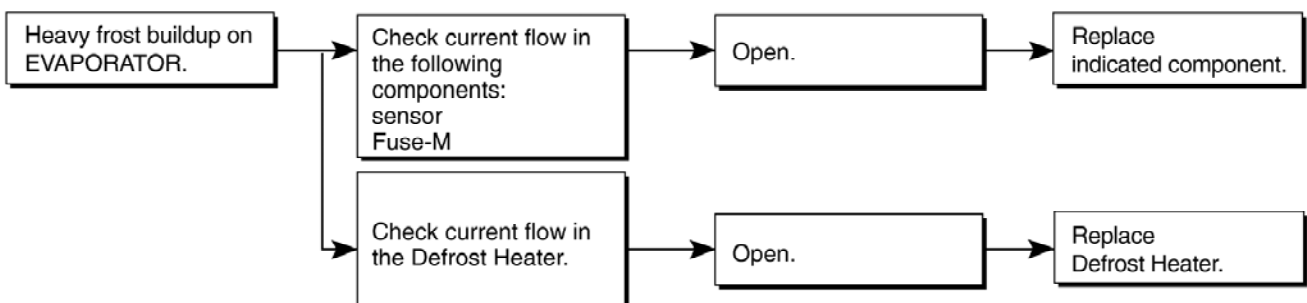 Heavy frost buildup on
EVAPORATOR.
Check current flow in
the following
components:
sensor
Fuse-M
Open.
Replace
indicated component.
Check current flow in
the Defrost Heater.
Open.
Replace
Defrost Heater.